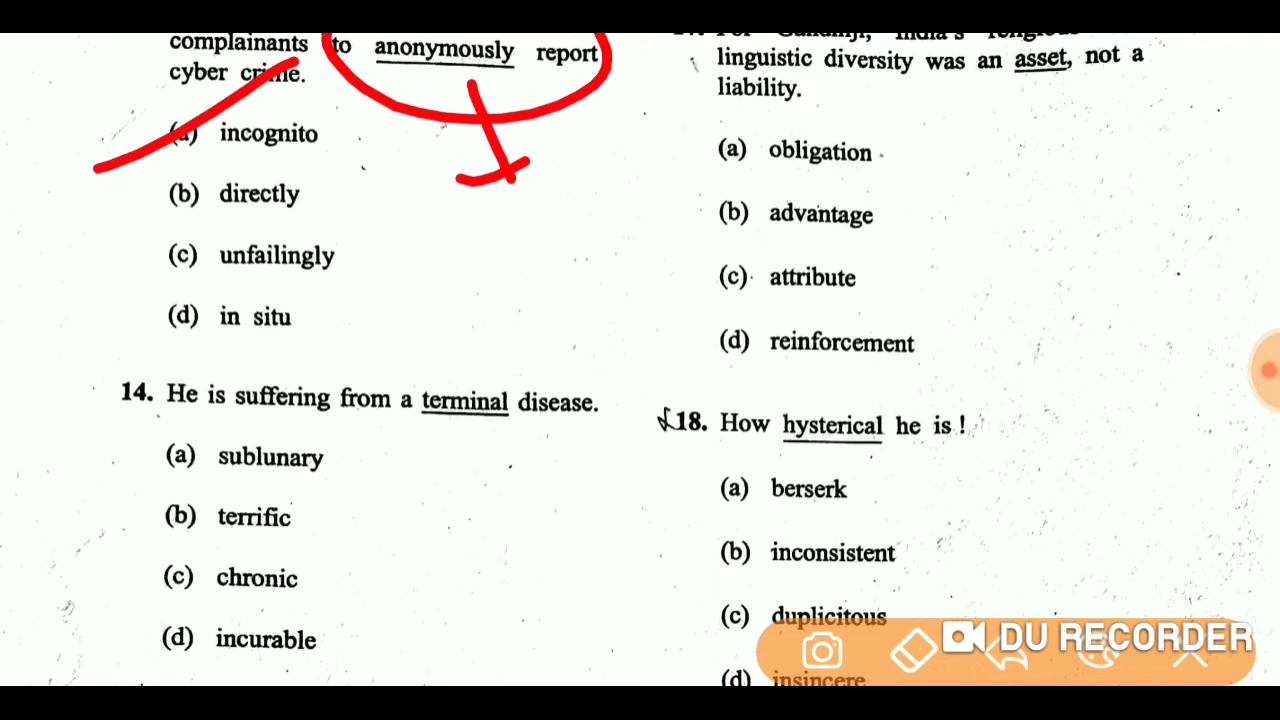 complainants to anonymously report
cyber crime.
(a) incognito
(b) directly
(c) unfailingly
(d) in situ
14. He is suffering from a terminal disease.
(a) sublunary
(b) terrific
(c) chronic
(d) incurable
linguistic diversity was an asset, not a
liability.
(a) obligation
(b) advantage
(c) attribute
(d) reinforcement
18. How hysterical he is !
(a) berserk
(b) inconsistent
(c) duplicitous
(d) insincere
DU RECORDER